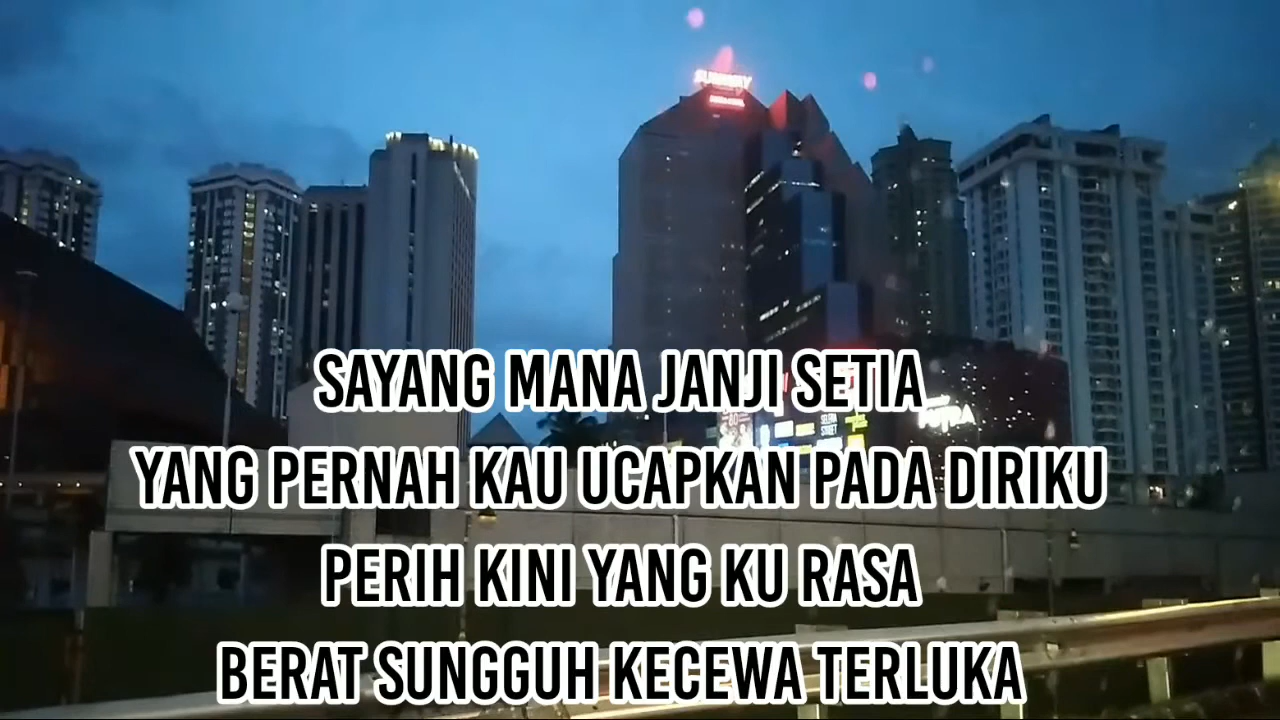 SUNWAY
SAYANG MANA JANJI SETIA
YANG PERNAH KAU UCAPKAN PADA DIRIKU
PERIH KINI YANG KU RASA
BERAT SUNGGUH KECEWA TERLUKA